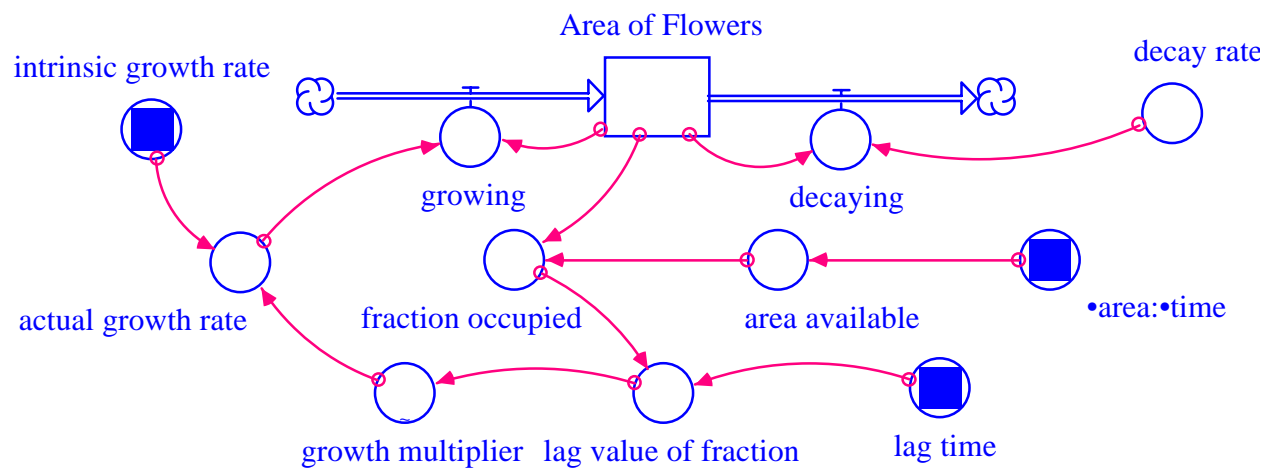 Area of Flowers
decay rate
intrinsic growth rate
growing
decaying
actual growth rate
fraction occupied
area available
•area:•time
~
growth multiplier
lag value of fraction
lag time